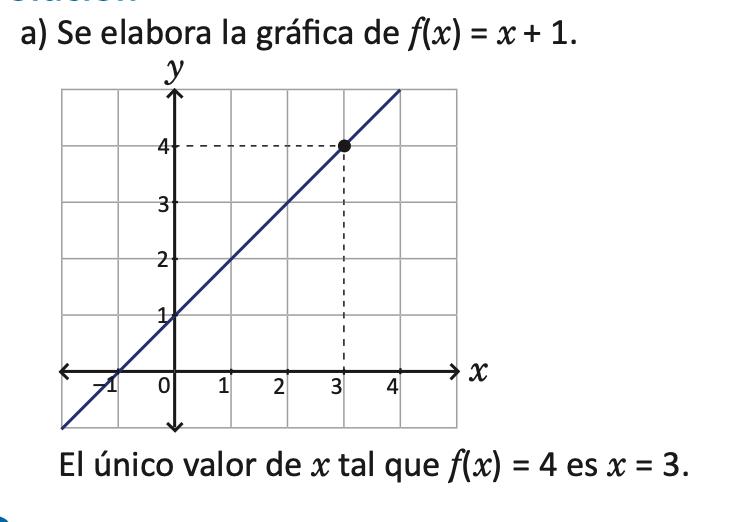 a) Se elabora la gráfica de f(x) = x + 1.
y
4
3
2
1
–1 0 1 2 3 4 x
El único valor de x tal que f(x) = 4 es x = 3.